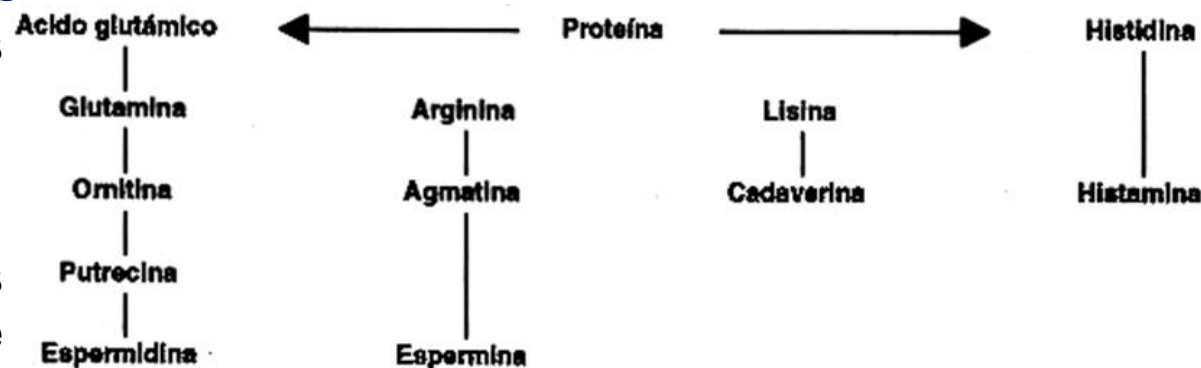 Acido glutámico Proteína Histidina
Glutamina Arginina Lisina
Ornitina Agmatina Cadaverina Histamina
Putrecina
Espermidina Espermina